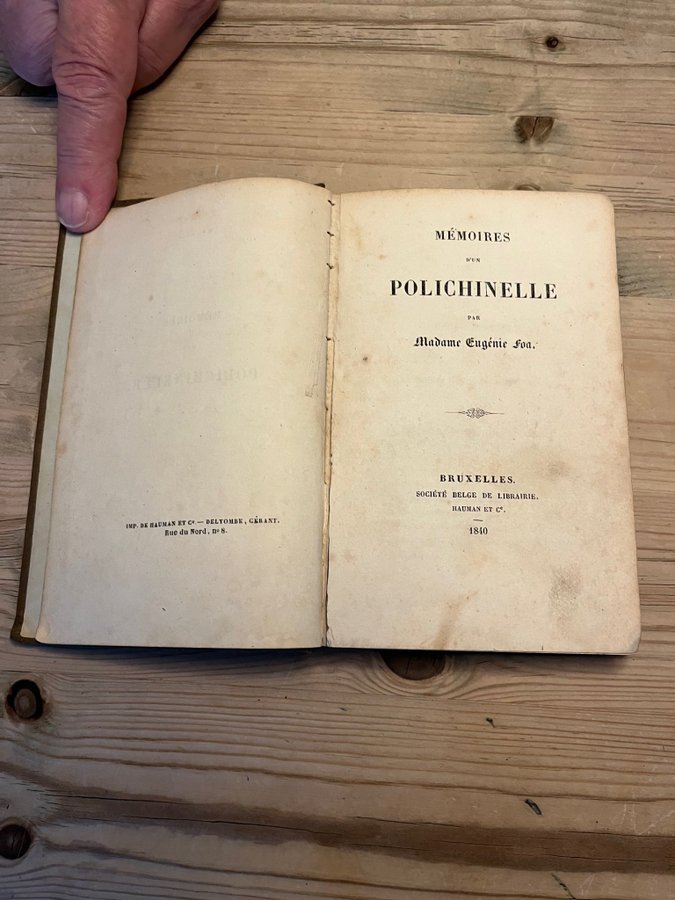 IMP. DE HAUMAN ET Cᵉ. — DELTOMBE, GÉRANT.
Rue du Nord, nº 8.
MÉMOIRES
D'UN
POLICHINELLE
PAR
Madame Eugénie Foa.
BRUXELLES.
SOCIÉTÉ BELGE DE LIBRAIRIE.
HAUMAN ET Cᵉ.
1840